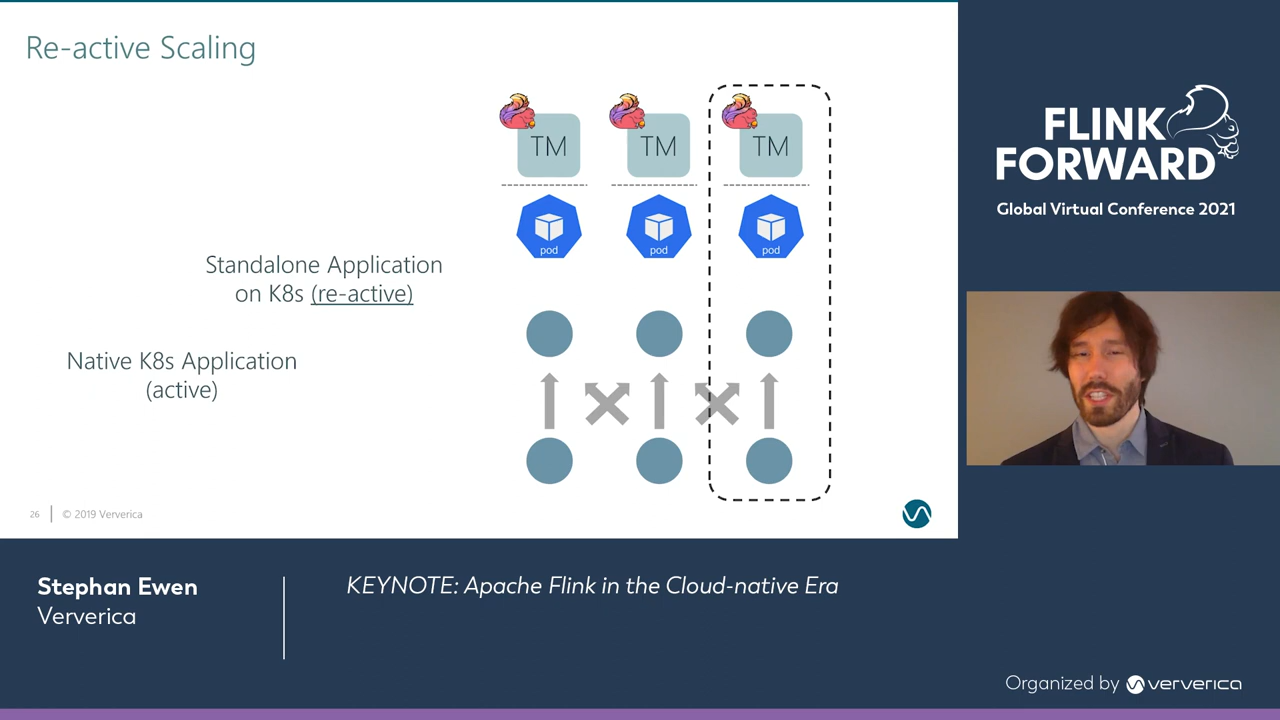 Re-active Scaling
TM
TM
TM
pod
pod
pod
Standalone Application
on K8s (re-active)
Native K8s Application
(active)
26
© 2019 Ververica
FLINK
FORWARD
Global Virtual Conference 2021
Stephan Ewen
Ververica
KEYNOTE: Apache Flink in the Cloud-native Era
Organized by ververica